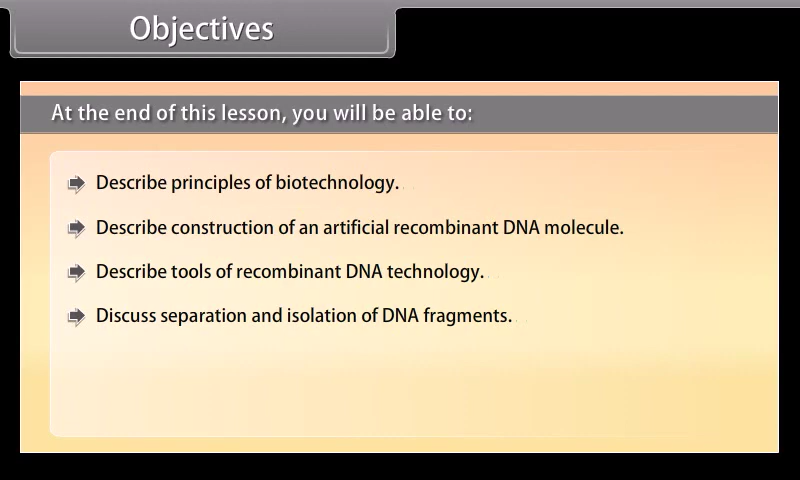 Objectives
At the end of this lesson, you will be able to:
Describe principles of biotechnology.
Describe construction of an artificial recombinant DNA molecule.
Describe tools of recombinant DNA technology.
Discuss separation and isolation of DNA fragments.